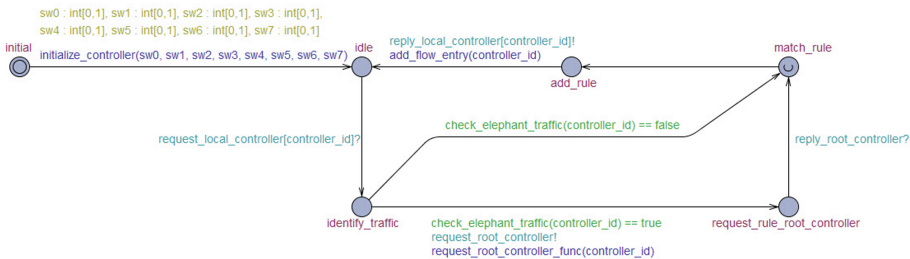 sw0 : int[0,1], sw1 : int[0,1], sw2 : int[0,1], sw3 : int[0,1],
sw4 : int[0,1], sw5 : int[0,1], sw6 : int[0,1], sw7 : int[0,1]
initial
initialize_controller(sw0, sw1, sw2, sw3, sw4, sw5, sw6, sw7)
idle
reply_local_controller[controller_id]!
add_flow_entry(controller_id)
add_rule
match_rule
check_elephant_traffic(controller_id) == false
request_local_controller[controller_id]?
reply_root_controller?
identify_traffic
check_elephant_traffic(controller_id) == true
request_root_controller!
request_root_controller_func(controller_id)
request_rule_root_controller